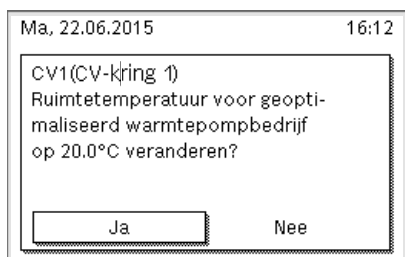 Ma, 22.06.2015 16:12
CV1(CV-kring 1)
Ruimtetemperatuur voor geopti-
maliseerd warmtepompbedrijf
op 20.0°C veranderen?
Ja Nee